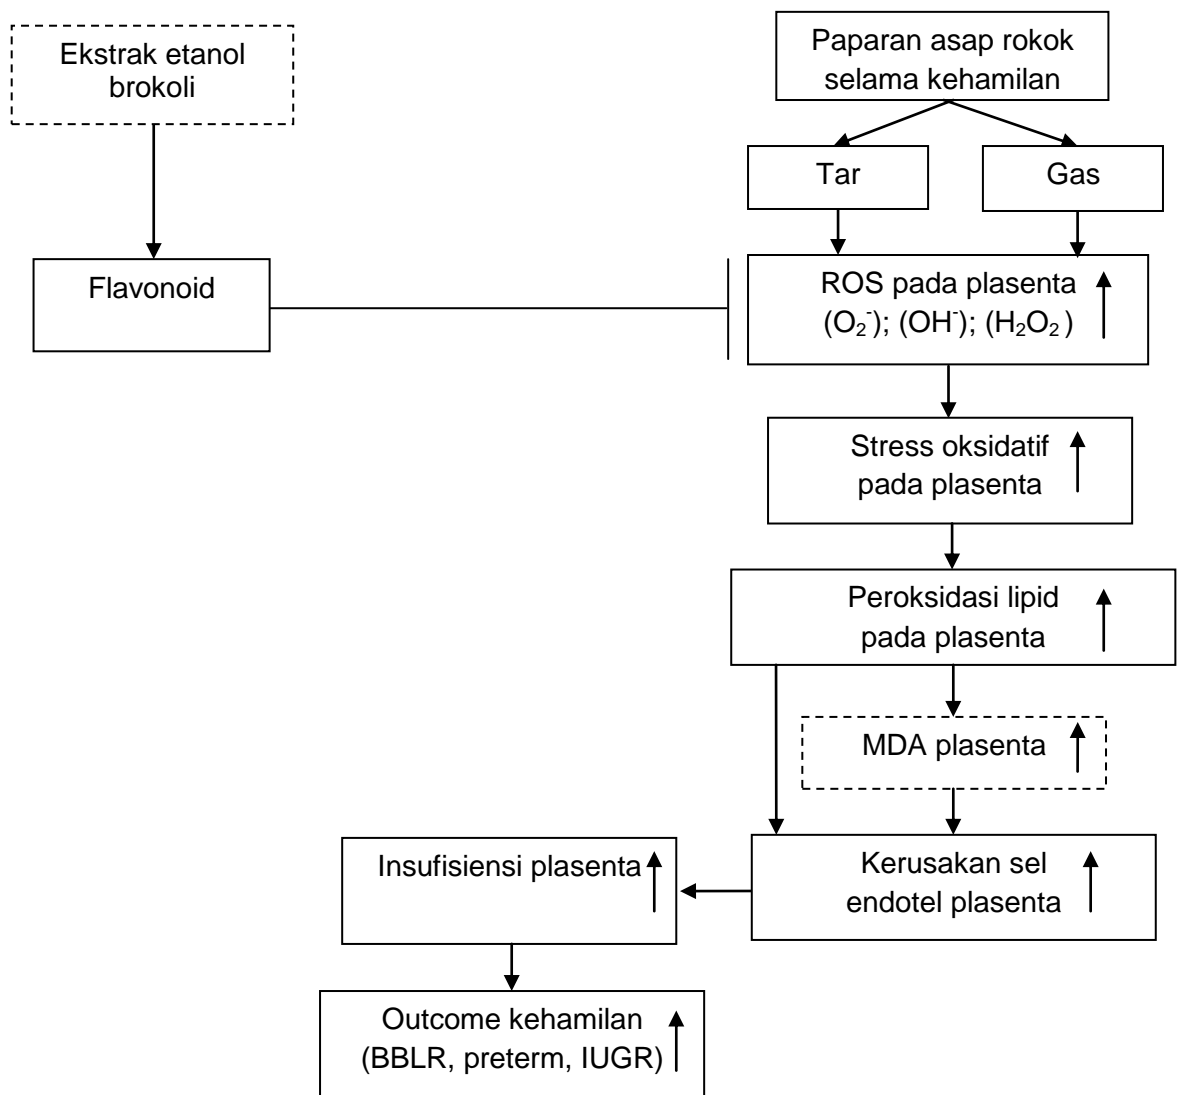 Ekstrak etanol
brokoli
Paparan asap rokok
selama kehamilan
Tar
Gas
Flavonoid
ROS pada plasenta
(O₂⁻); (OH⁻); (H₂O₂ )
Stress oksidatif
pada plasenta
Peroksidasi lipid
pada plasenta
MDA plasenta
Kerusakan sel
endotel plasenta
Insufisiensi plasenta
Outcome kehamilan
(BBLR, preterm, IUGR)